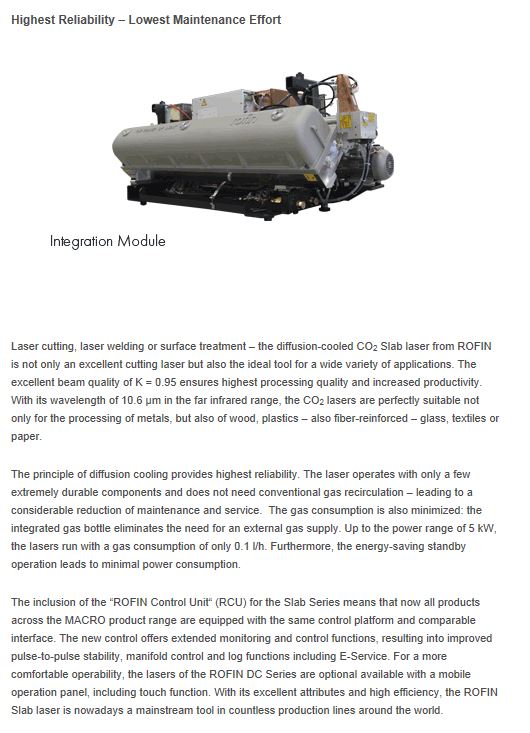 Highest Reliability – Lowest Maintenance Effort
rofin
Integration Module
Laser cutting, laser welding or surface treatment – the diffusion-cooled CO2 Slab laser from ROFIN
is not only an excellent cutting laser but also the ideal tool for a wide variety of applications. The
excellent beam quality of K = 0.95 ensures highest processing quality and increased productivity.
With its wavelength of 10.6 µm in the far infrared range, the CO2 lasers are perfectly suitable not
only for the processing of metals, but also of wood, plastics – also fiber-reinforced – glass, textiles or
paper.
The principle of diffusion cooling provides highest reliability. The laser operates with only a few
extremely durable components and does not need conventional gas recirculation – leading to a
considerable reduction of maintenance and service.  The gas consumption is also minimized: the
integrated gas bottle eliminates the need for an external gas supply. Up to the power range of 5 kW,
the lasers run with a gas consumption of only 0.1 l/h. Furthermore, the energy-saving standby
operation leads to minimal power consumption.
The inclusion of the “ROFIN Control Unit“ (RCU) for the Slab Series means that now all products
across the MACRO product range are equipped with the same control platform and comparable
interface. The new control offers extended monitoring and control functions, resulting into improved
pulse-to-pulse stability, manifold control and log functions including E-Service. For a more
comfortable operability, the lasers of the ROFIN DC Series are optional available with a mobile
operation panel, including touch function. With its excellent attributes and high efficiency, the ROFIN
Slab laser is nowadays a mainstream tool in countless production lines around the world.